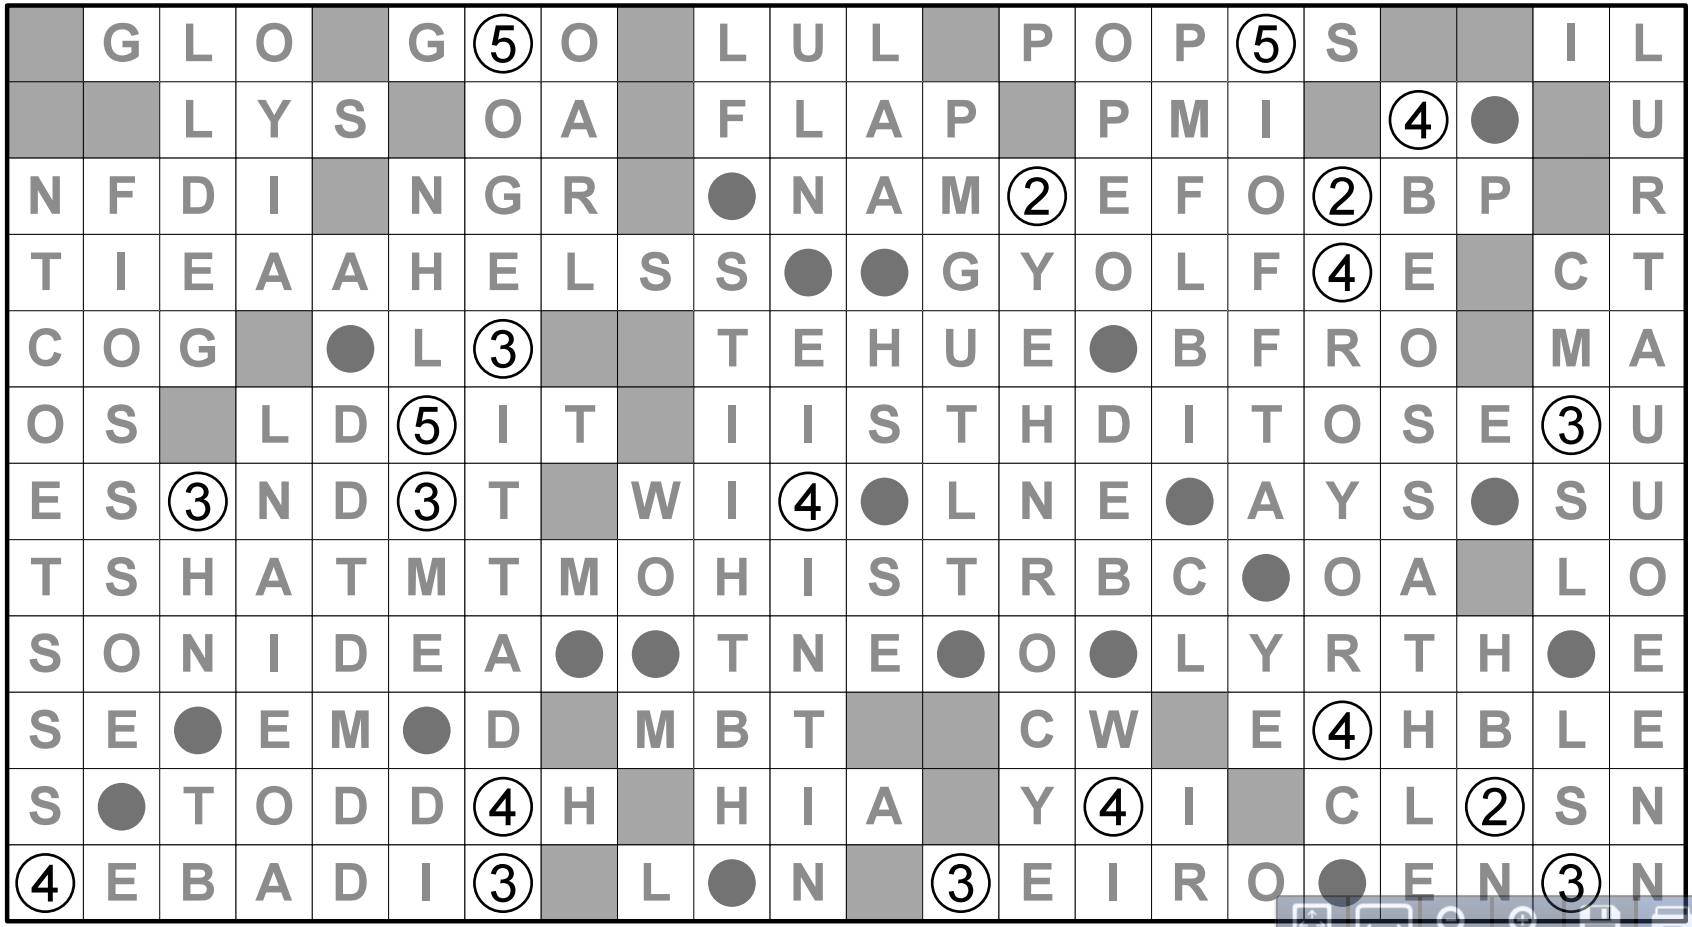 G L O G 5 O L U L P O P 5 S I L
L Y S O A F L A P P M I 4 U
N F D I N G R N A M 2 E F O 2 B P R
T I E A A H E L S S G Y O L F 4 E C T
C O G L 3 T E H U E B F R O M A
O S L D 5 I T I I S T H D I T O S E 3 U
E S 3 N D 3 T W I 4 L N E A Y S S U
T S H A T M T M O H I S T R B C O A L O
S O N I D E A T N E O L Y R T H E
S E E M D M B T C W E 4 H B L E
S T O D D 4 H H I A Y 4 I C L 2 S N
4 E B A D I 3 L N 3 E I R O E N 3 N